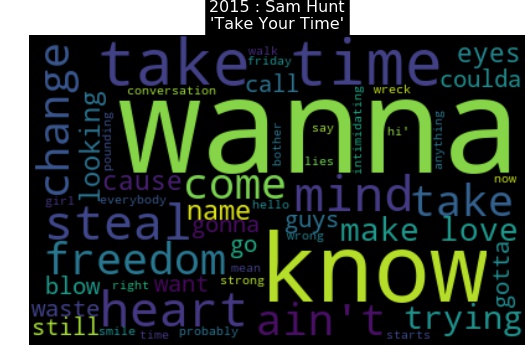 2015 : Sam Hunt
'Take Your Time'
take time
walk
friday
eyes
call
coulda
change
conversation
wreck
wanna
looking
pounding
bother
say
lies
intimidating
hi'
anything
cause
come
mind
take
now
girl
everybody
steal
name
hello
guys
make love
gonna
wrong
freedom
go
know
gotta
mean
blow
right
want
strong
waste
heart
ain't
trying
still
smile
time
probably
starts